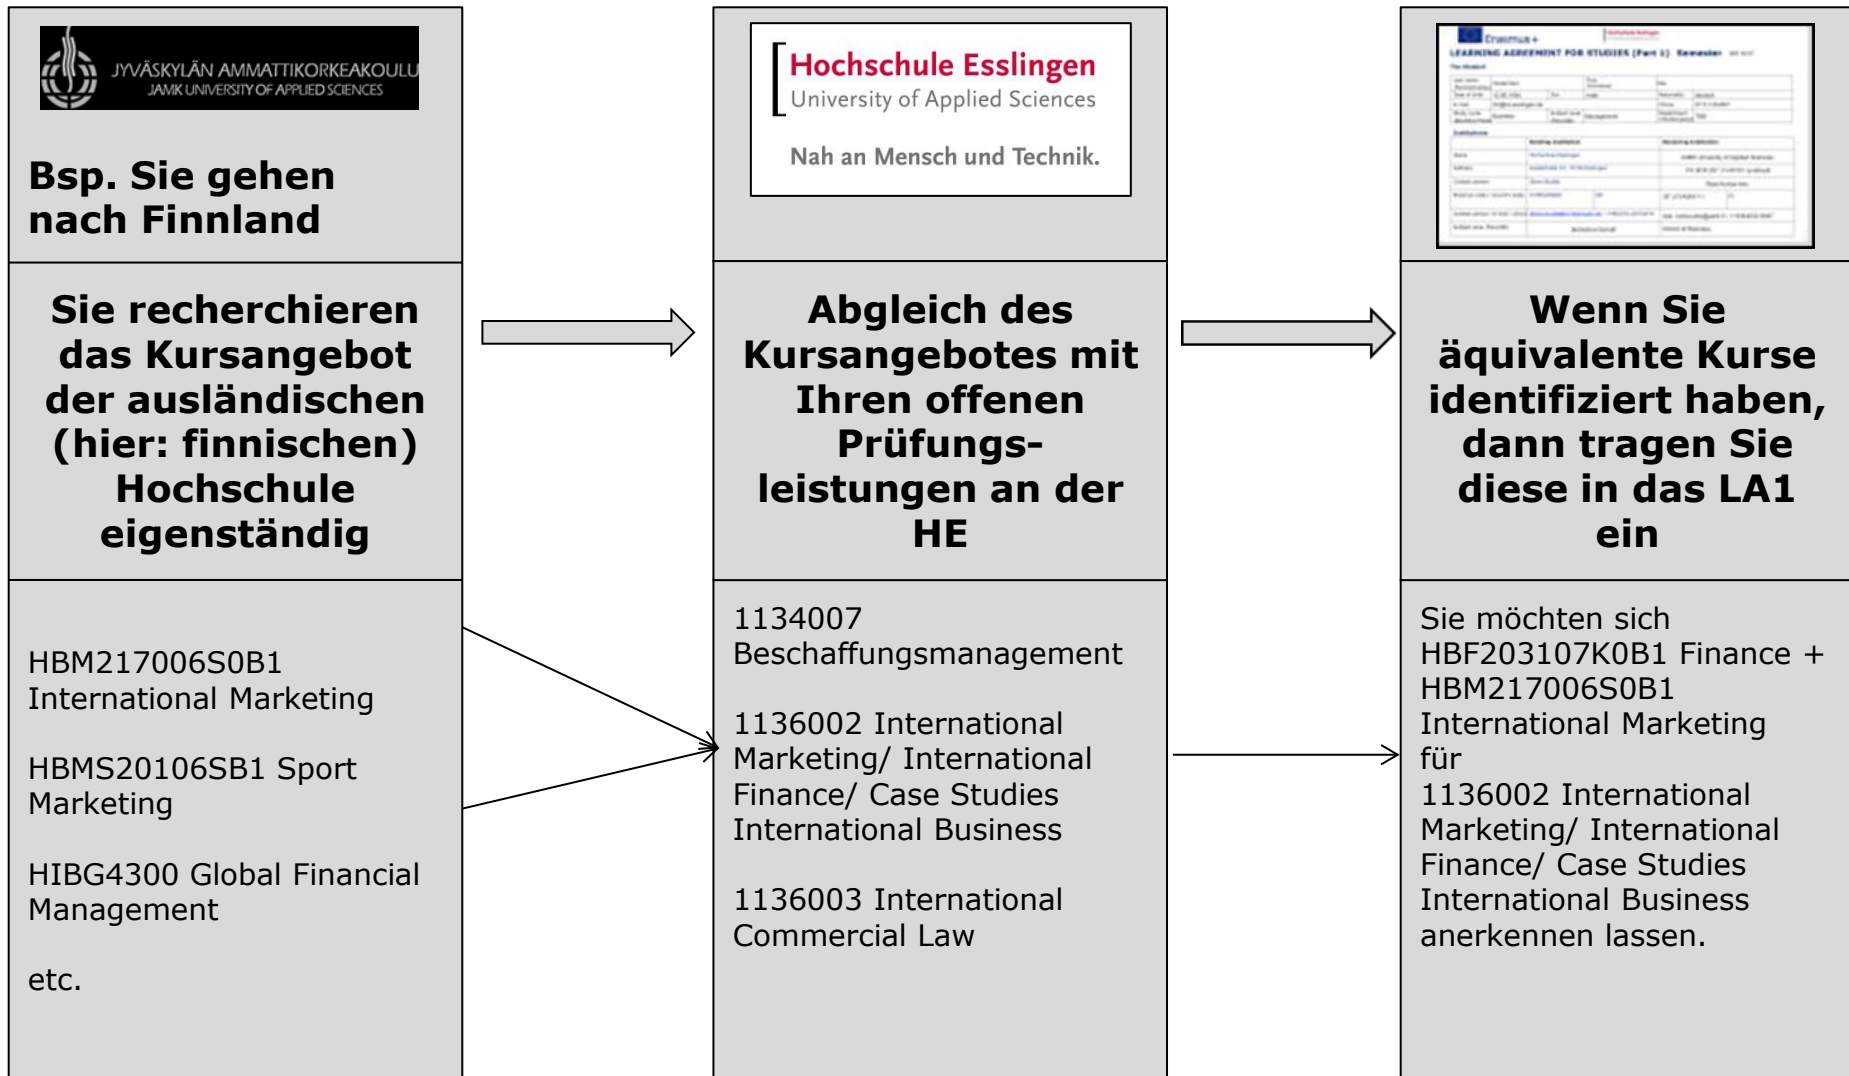 JYVÄSKYLÄN AMMATTIKORKEAKOULU
JAMK UNIVERSITY OF APPLIED SCIENCES
Bsp. Sie gehen
nach Finnland
Sie recherchieren
das Kursangebot
der ausländischen
(hier: finnischen)
Hochschule
eigenständig
HBM217006S0B1
International Marketing
HBMS20106SB1 Sport
Marketing
HIBG4300 Global Financial
Management
etc.
Hochschule Esslingen
University of Applied Sciences
Nah an Mensch und Technik.
Abgleich des
Kursangebotes mit
Ihren offenen
Prüfungs-
leistungen an der
HE
1134007
Beschaffungsmanagement
1136002 International
Marketing/ International
Finance/ Case Studies
International Business
1136003 International
Commercial Law
Erasmus+
LEARNING AGREEMENT FOR STUDIES (Part 1) Semester
Wenn Sie
äquivalente Kurse
identifiziert haben,
dann tragen Sie
diese in das LA1
ein
Sie möchten sich
HBF203107K0B1 Finance +
HBM217006S0B1
International Marketing
für
1136002 International
Marketing/ International
Finance/ Case Studies
International Business
anerkennen lassen.